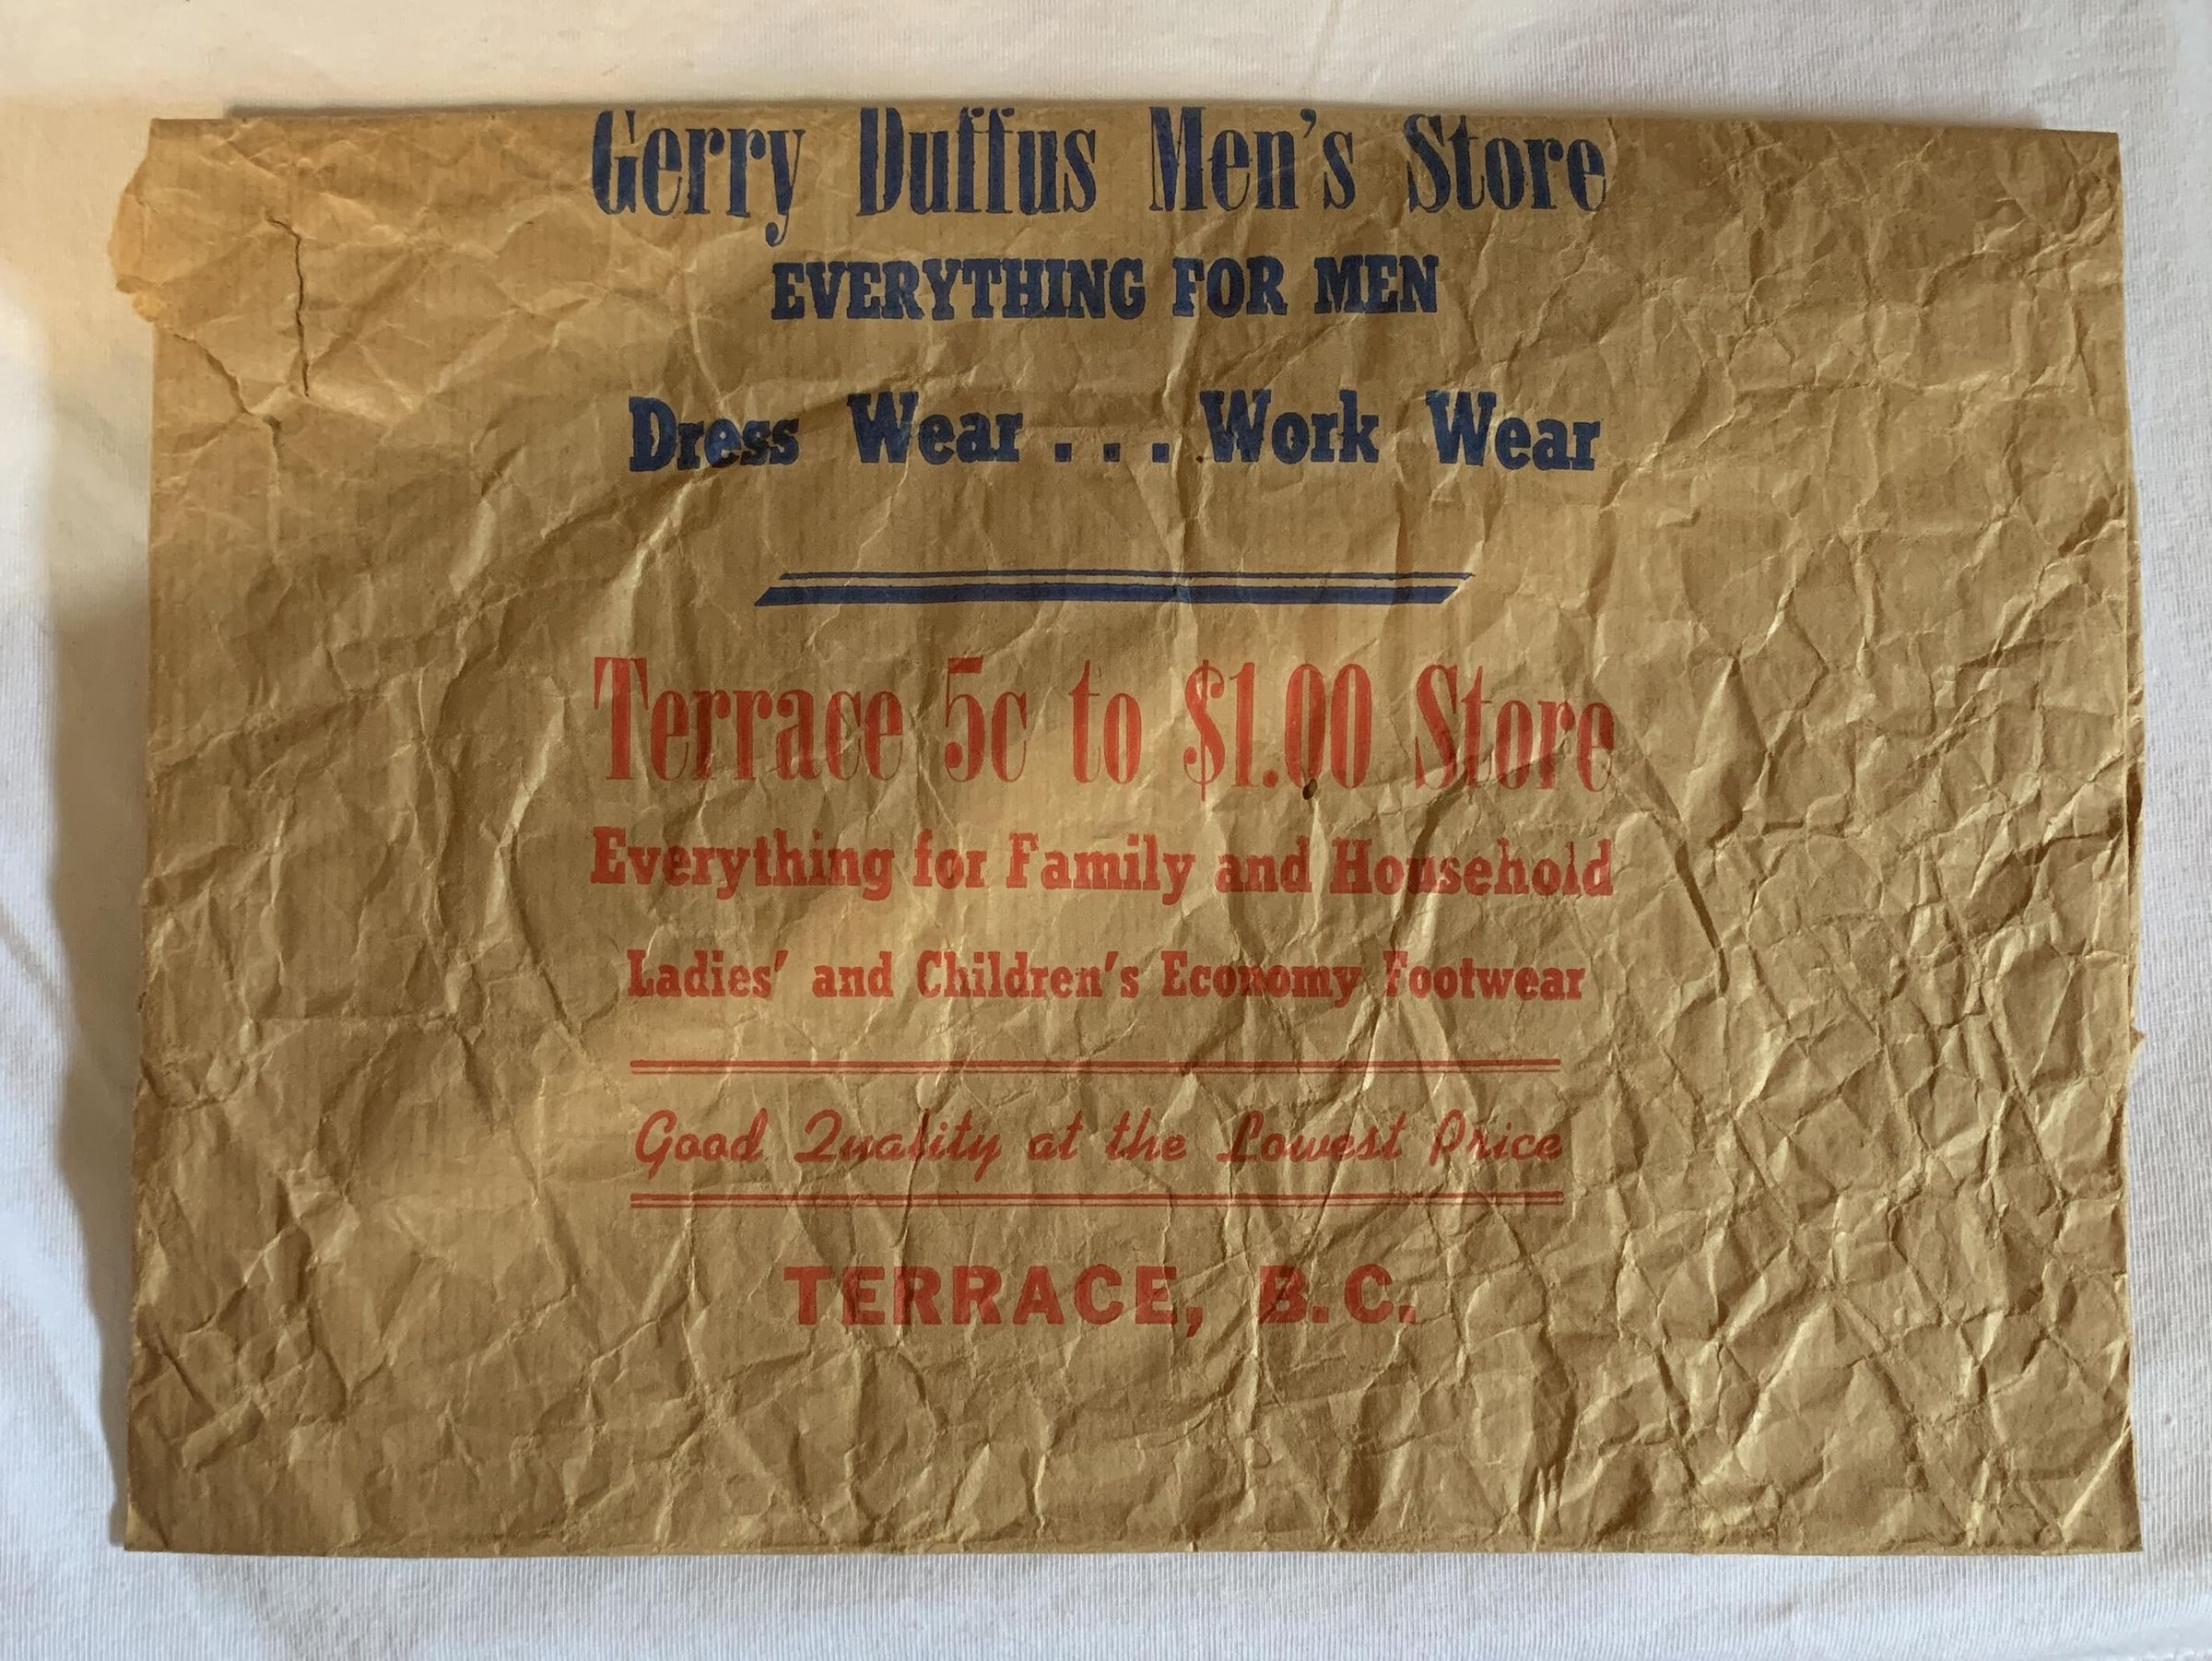 Gerry Duffus Men's Store
EVERYTHING FOR MEN
Dress Wear . . . Work Wear
Terrace 5c to $1.00 Store
Everything for Family and Household
Ladies' and Children's Economy Footwear
Good Quality at the Lowest Price
TERRACE, B.C.